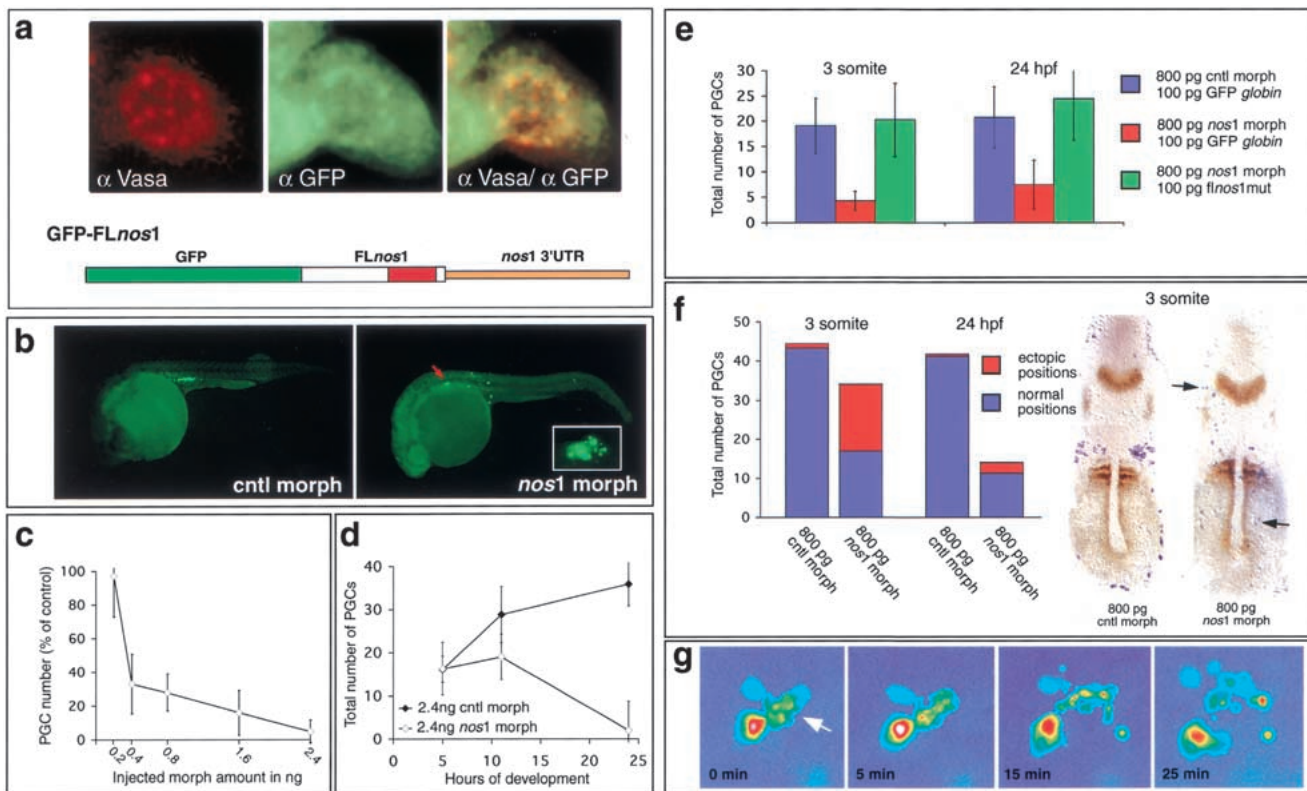 a
α Vasa
α GFP
α Vasa/ α GFP
GFP-FLnos1
GFP
FLnos1
nos1 3'UTR
b
cntl morph
nos1 morph
c
PGC number (% of control)
100
80
60
40
20
0
0.2
0.4
0.8
1.6
2.4
Injected morph amount in ng
d
Total number of PGCs
40
30
20
10
0
2.4ng cntl morph
2.4ng nos1 morph
0
5
10
15
20
25
Hours of development
e
3 somite
24 hpf
Total number of PGCs
30
25
20
15
10
5
0
800 pg cntl morph
100 pg GFP globin
800 pg nos1 morph
100 pg GFP globin
800 pg nos1 morph
100 pg flnos1mut
f
3 somite
24 hpf
Total number of PGCs
50
40
30
20
10
0
ectopic
positions
normal
positions
800 pg
cntl morph
800 pg
nos1 morph
800 pg
cntl morph
800 pg
nos1 morph
3 somite
800 pg
cntl morph
800 pg
nos1 morph
g
0 min
5 min
15 min
25 min